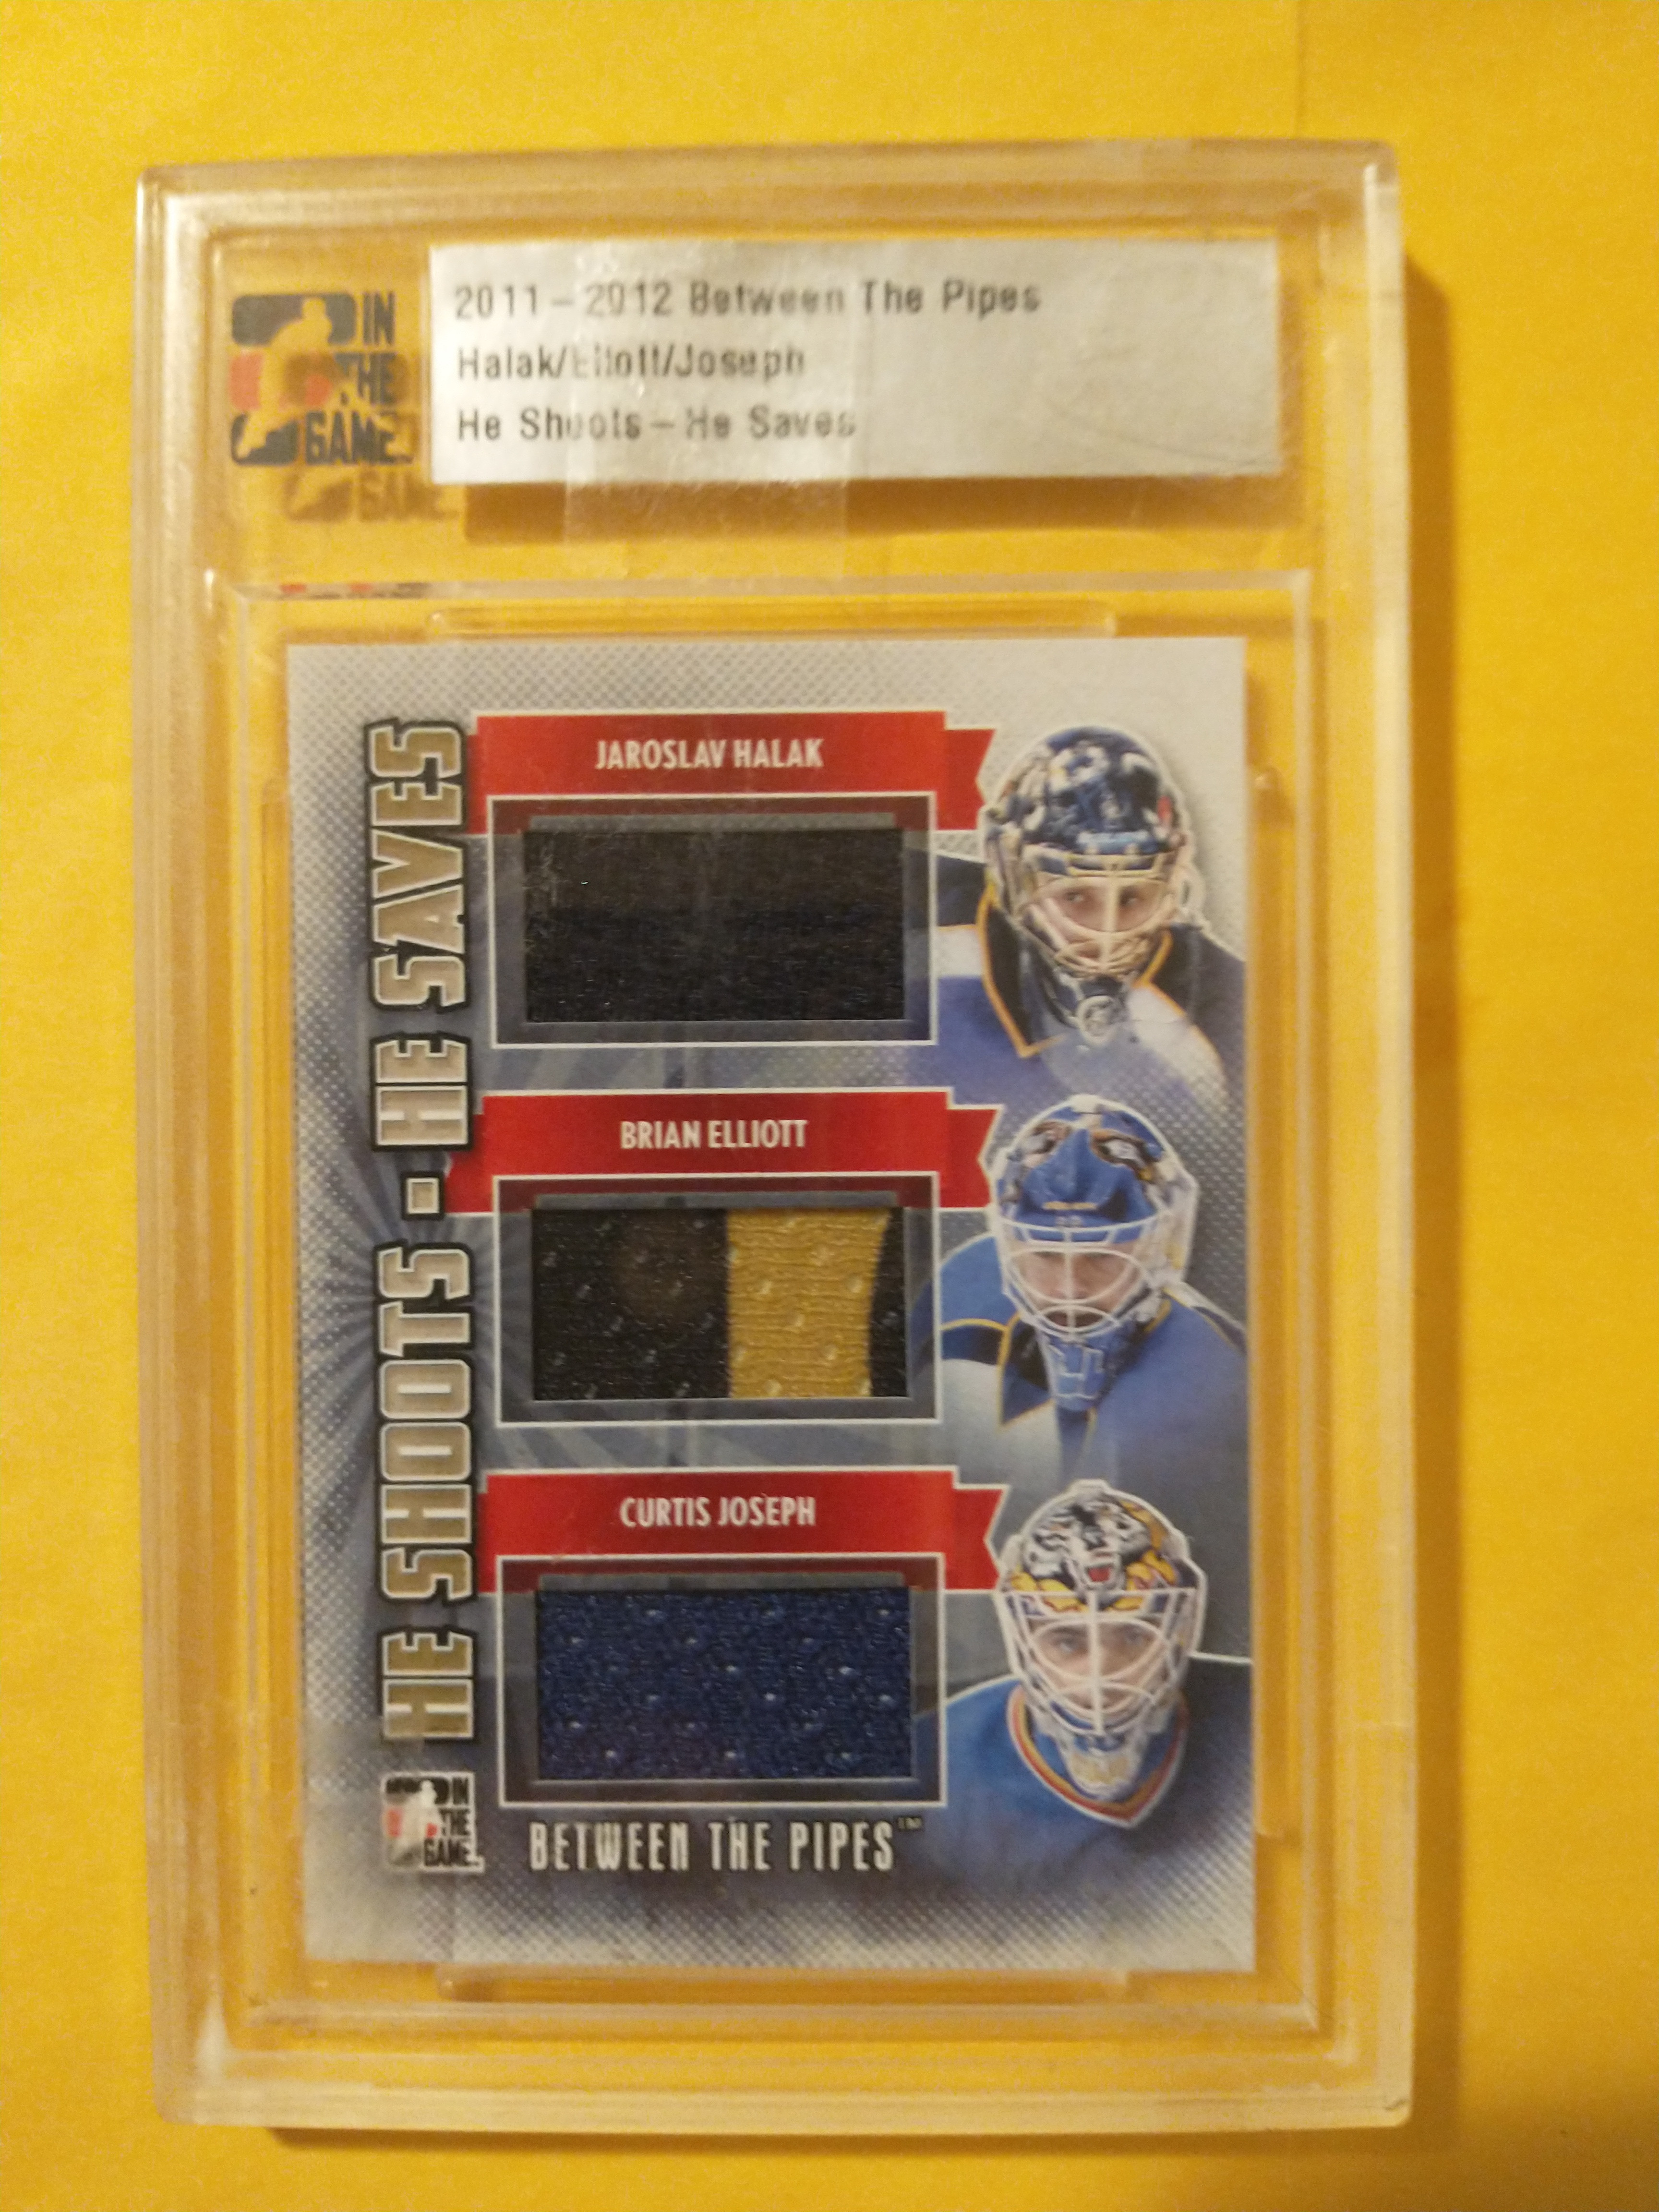 IN
THE
GAME
2011-2012 Between The Pipes
Halak/Elliott/Joseph
He Shoots-He Saves
HE SHOOTS - HE SAVES
JAROSLAV HALAK
BRIAN ELLIOTT
CURTIS JOSEPH
IN
THE
GAME
BETWEEN THE PIPES™